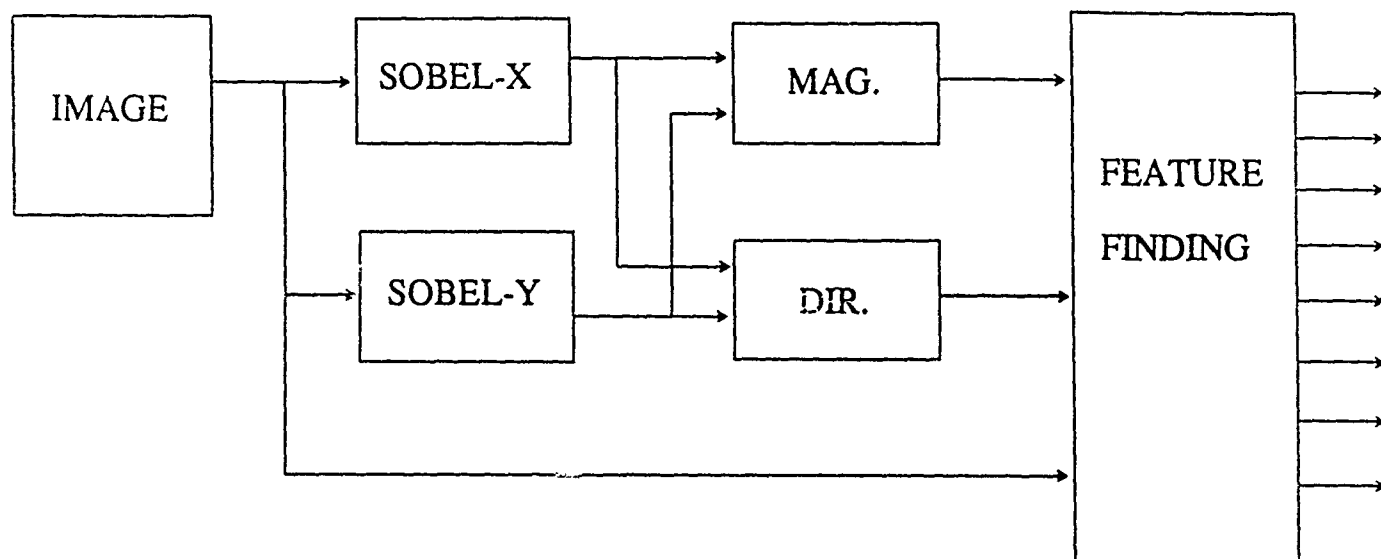 IMAGE
SOBEL-X
MAG.
SOBEL-Y
DIR.
FEATURE
FINDING